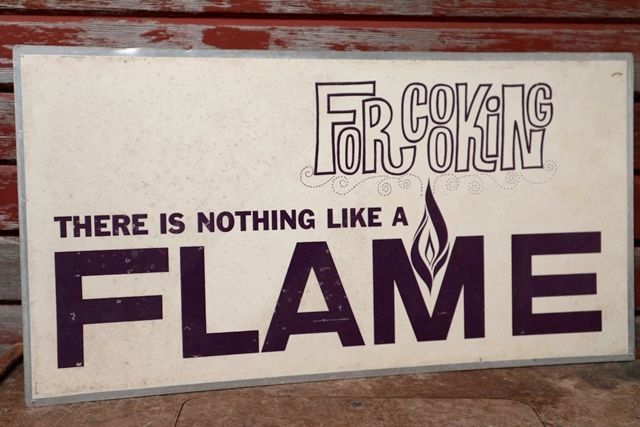 FOR COOKiNG
THERE IS NOTHING LIKE A
FLAME